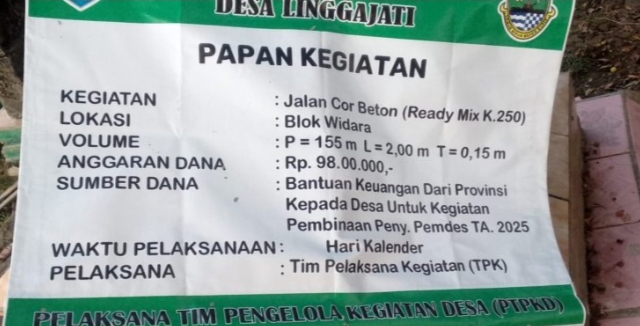 DESA LINGGAJATI
PAPAN KEGIATAN
KEGIATAN : Jalan Cor Beton (Ready Mix K.250)
LOKASI : Blok Widara
VOLUME : P = 155 m L = 2,00 m T = 0,15 m
ANGGARAN DANA : Rp. 98.00.000,-
SUMBER DANA : Bantuan Keuangan Dari Provinsi
Kepada Desa Untuk Kegiatan
Pembinaan Peny. Pemdes TA. 2025
WAKTU PELAKSANAAN : Hari Kalender
PELAKSANA : Tim Pelaksana Kegiatan (TPK)
PELAKSANA TIM PENGELOLA KEGIATAN DESA (PTPKD)